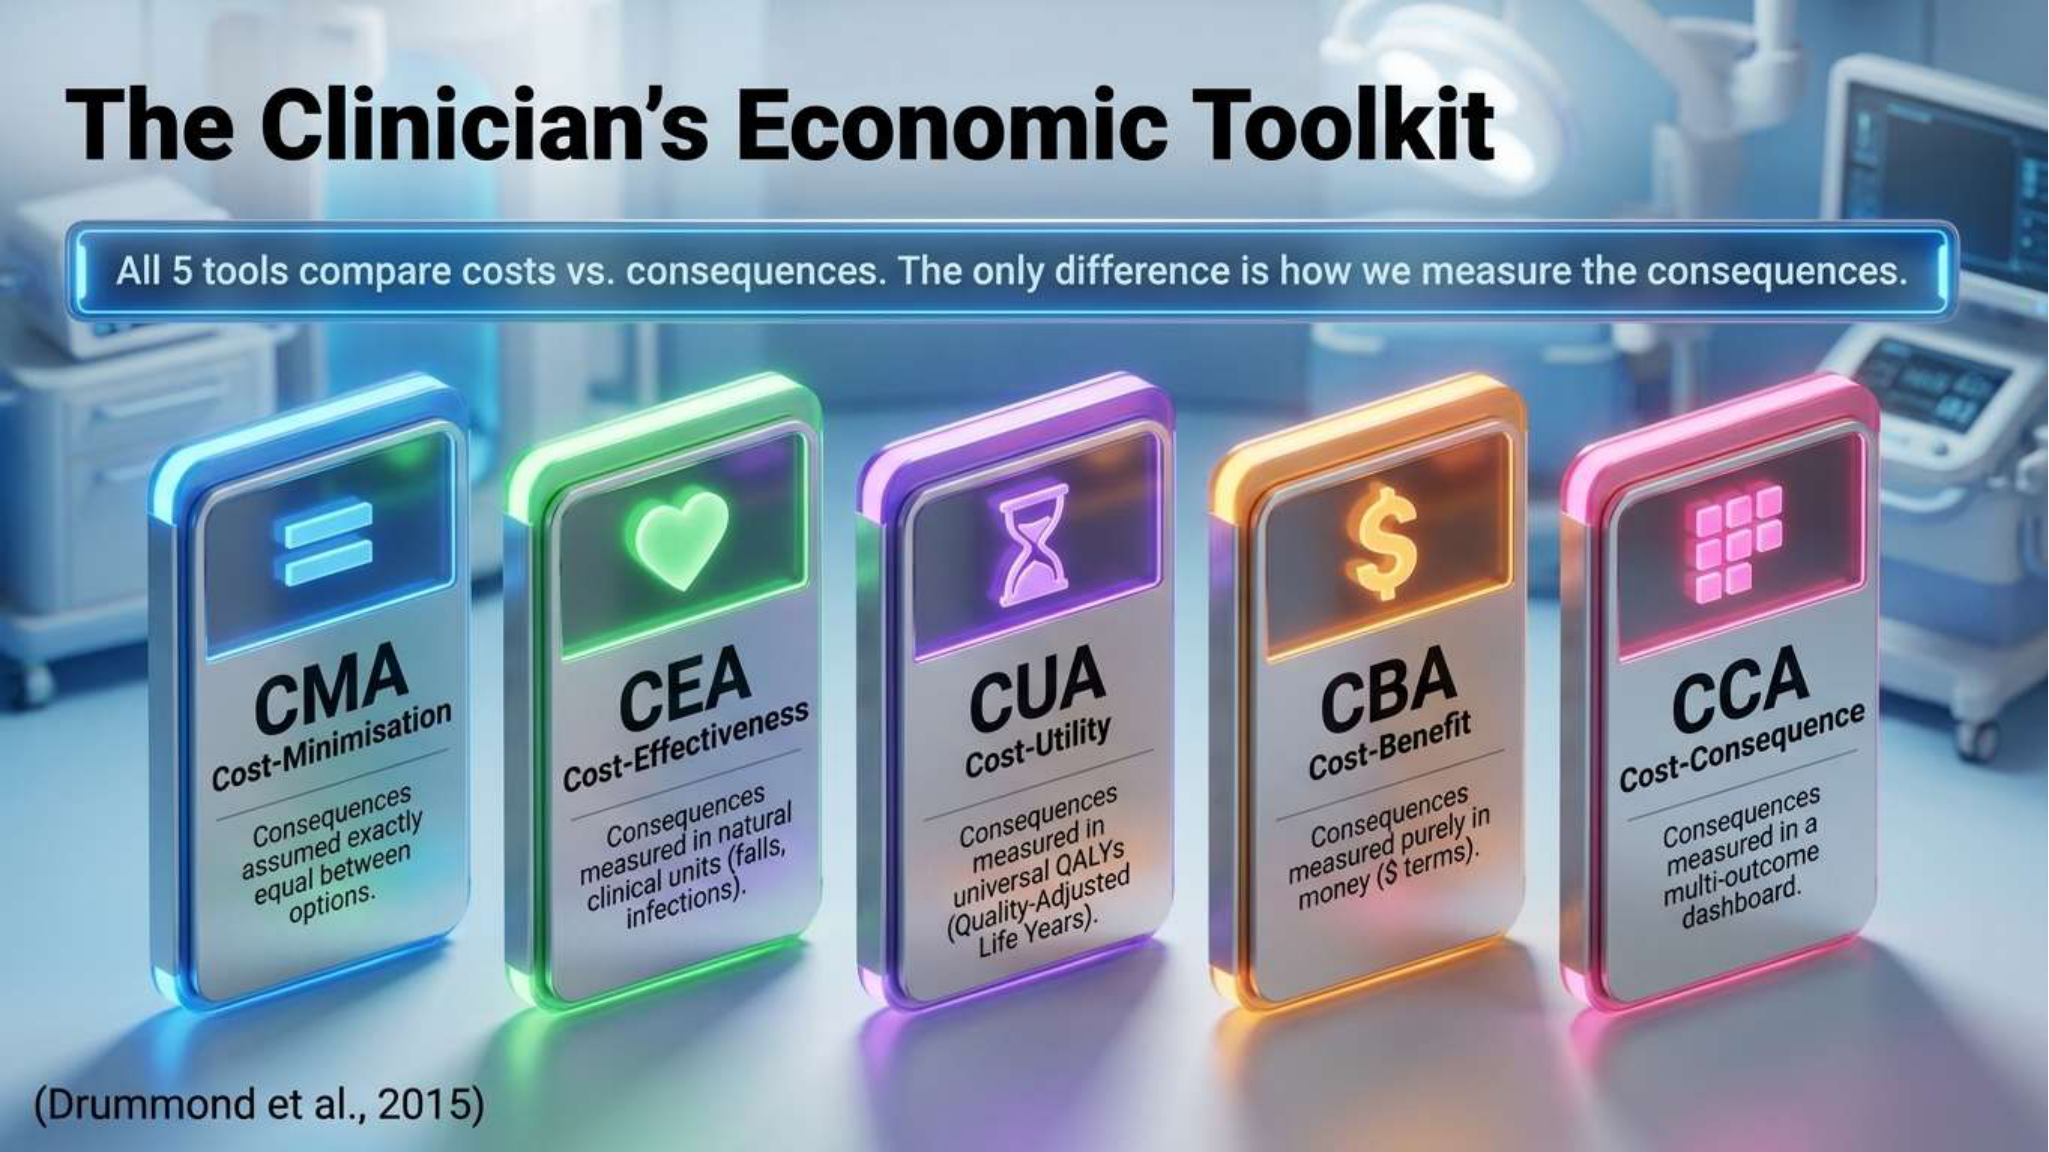 The Clinician’s Economic Toolkit
All 5 tools compare costs vs. consequences. The only difference is how we measure the consequences.
CMA
Cost-Minimisation
Consequences
assumed exactly
equal between
options.
CEA
Cost-Effectiveness
Consequences
measured in natural
clinical units (falls,
infections).
CUA
Cost-Utility
Consequences
measured in
universal QALYs
(Quality-Adjusted
Life Years).
$
CBA
Cost-Benefit
Consequences
measured purely in
money ($ terms).
CCA
Cost-Consequence
Consequences
measured in a
multi-outcome
dashboard.
(Drummond et al., 2015)